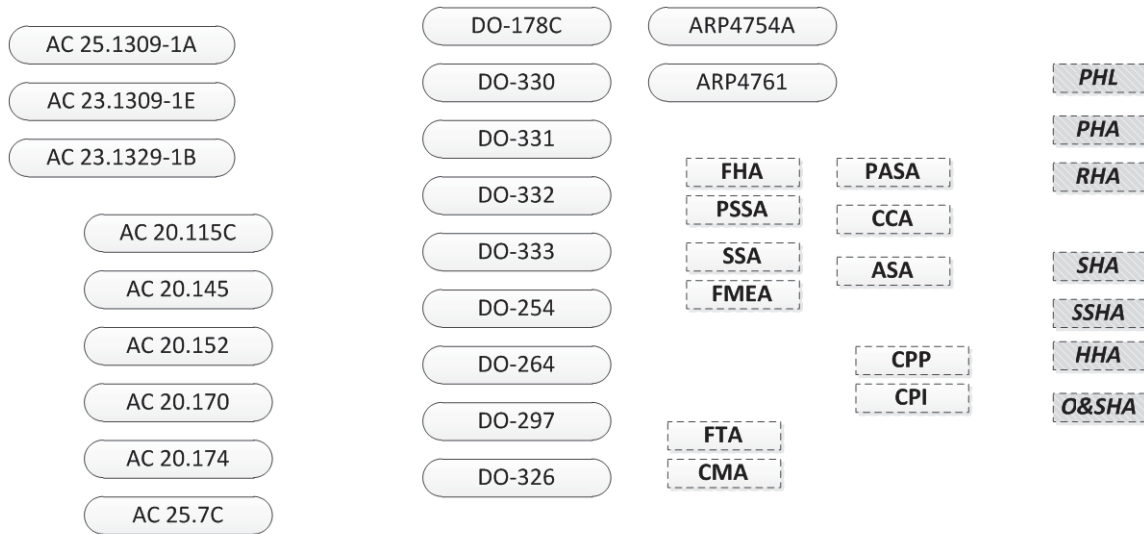 AC 25.1309-1A
AC 23.1309-1E
AC 23.1329-1B
AC 20.115C
AC 20.145
AC 20.152
AC 20.170
AC 20.174
AC 25.7C
DO-178C
DO-330
DO-331
DO-332
DO-333
DO-254
DO-264
DO-297
DO-326
ARP4754A
ARP4761
FHA
PSSA
SSA
FMEA
PASA
CCA
ASA
CPP
CPI
FTA
CMA
PHL
PHA
RHA
SHA
SSHA
HHA
O&SHA